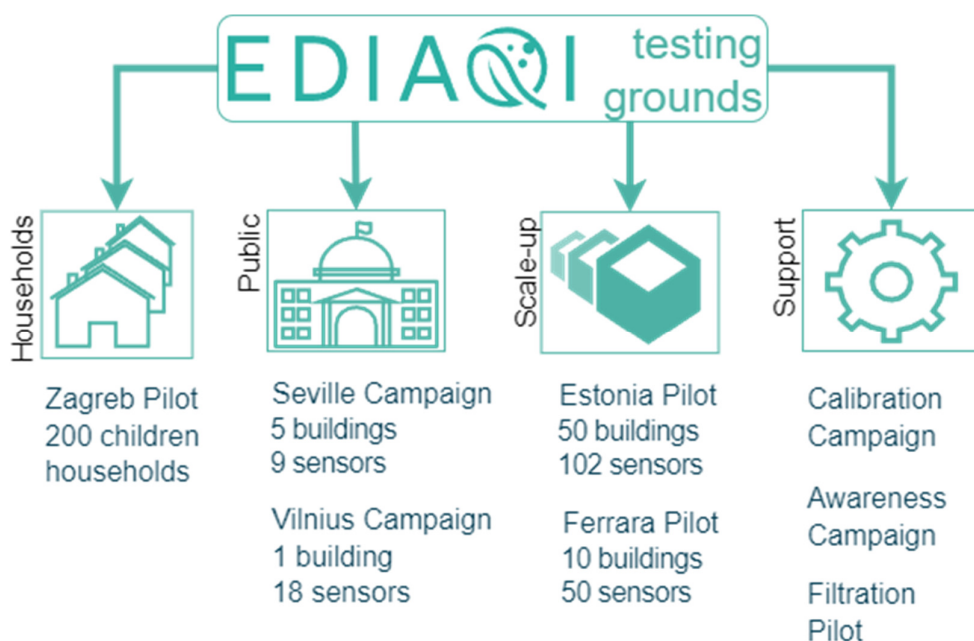 EDIAQI
testing
grounds
Households
Zagreb Pilot
200 children
households
Public
Seville Campaign
5 buildings
9 sensors
Vilnius Campaign
1 building
18 sensors
Scale-up
Estonia Pilot
50 buildings
102 sensors
Ferrara Pilot
10 buildings
50 sensors
Support
Calibration
Campaign
Awareness
Campaign
Filtration
Pilot